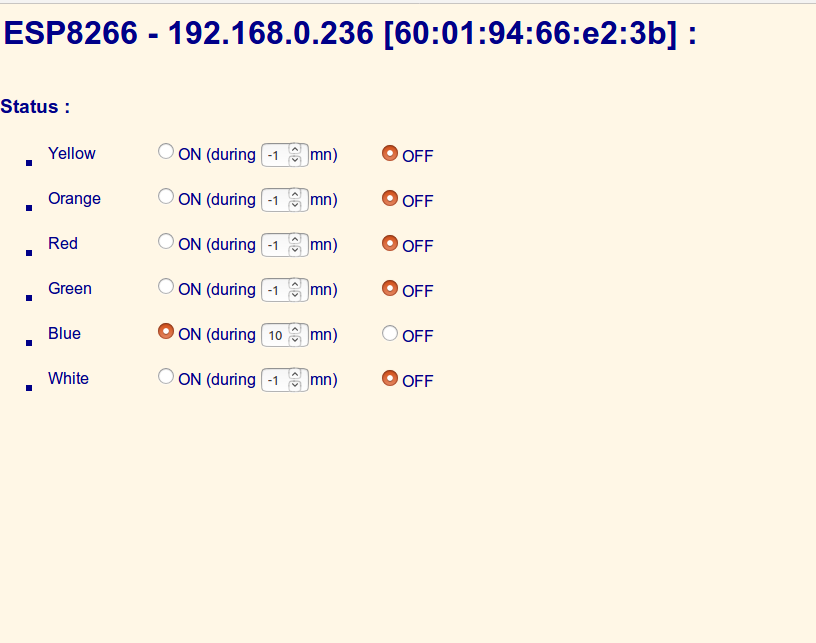 ESP8266 - 192.168.0.236 [60:01:94:66:e2:3b] :
Status :
Yellow ON (during -1 mn) OFF
Orange ON (during -1 mn) OFF
Red ON (during -1 mn) OFF
Green ON (during -1 mn) OFF
Blue ON (during 10 mn) OFF
White ON (during -1 mn) OFF